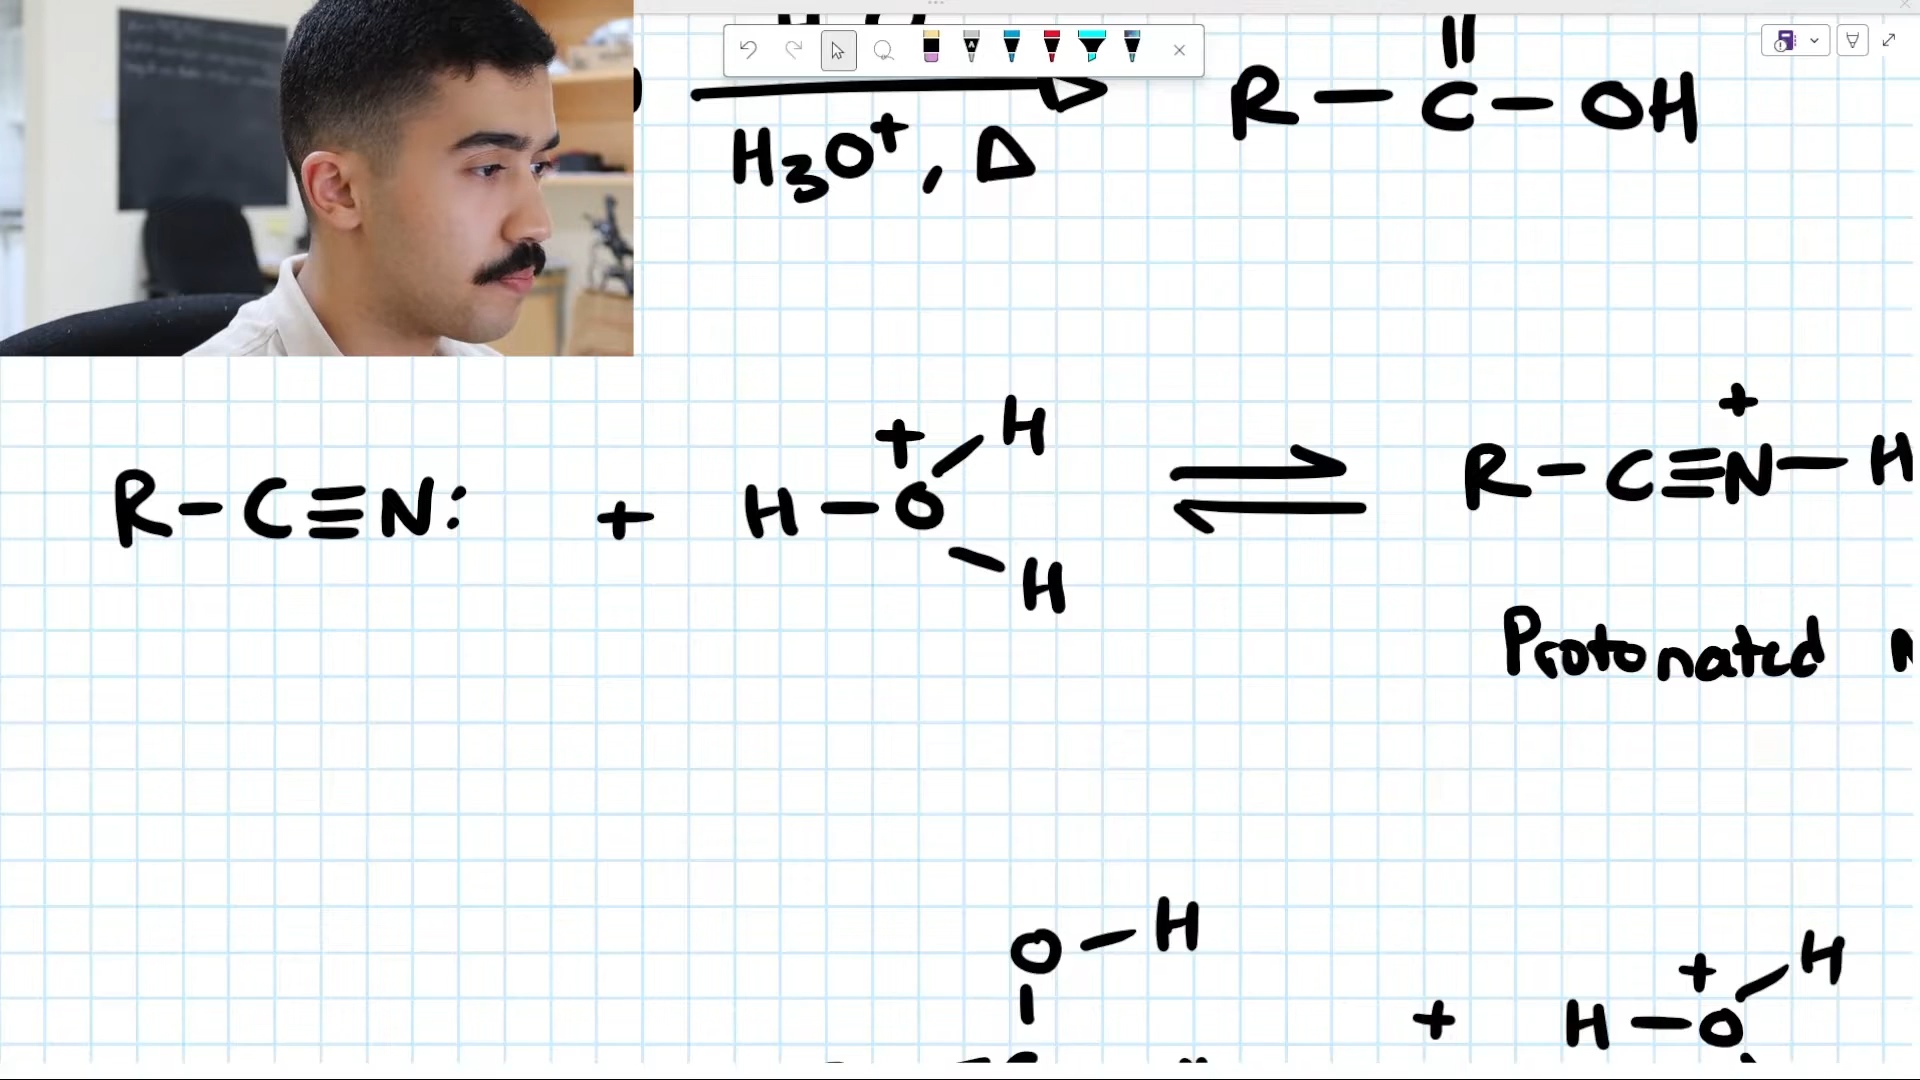 R - C - OH
H₃O⁺, Δ
R - C ≡ N: + H - O⁺ - H ⇌ R - C ≡ N⁺ - H
H
Protonated
O - H
+ H - O⁺ - H